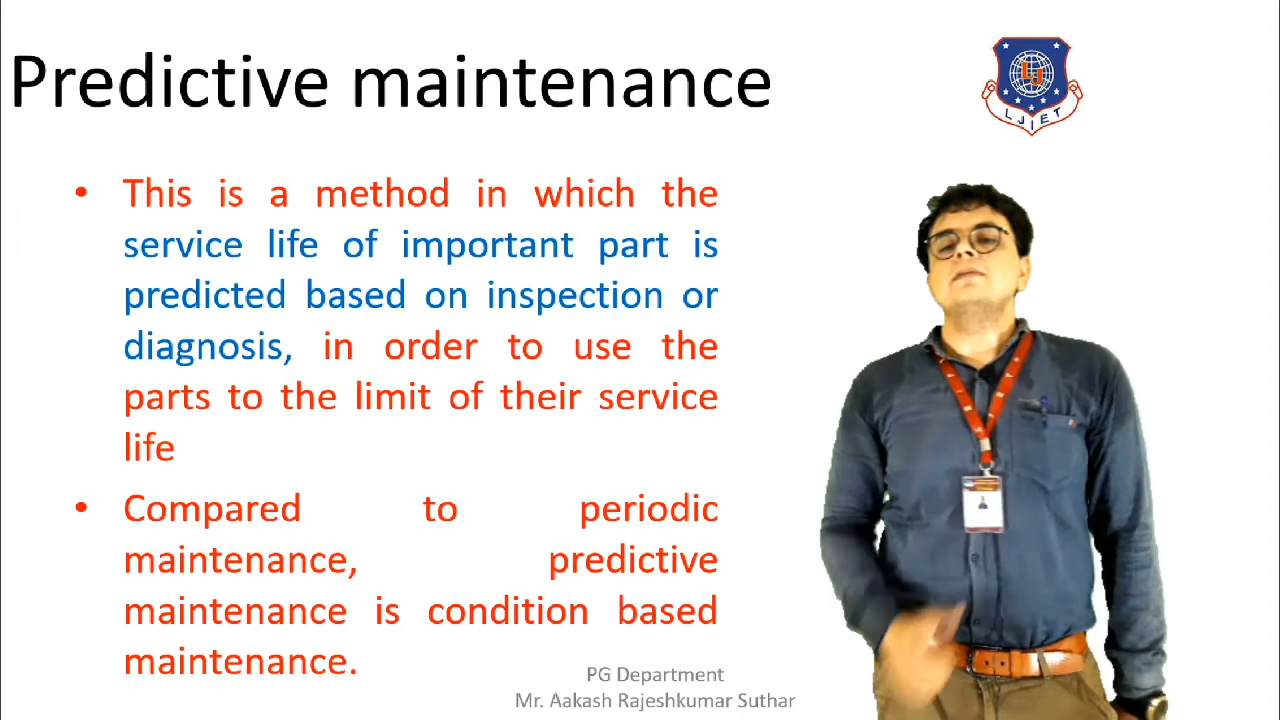 Predictive maintenance
LJ
LJIET
• This is a method in which the
service life of important part is
predicted based on inspection or
diagnosis, in order to use the
parts to the limit of their service
life
• Compared to periodic
maintenance, predictive
maintenance is condition based
maintenance.
PG Department
Mr. Aakash Rajeshkumar Suthar